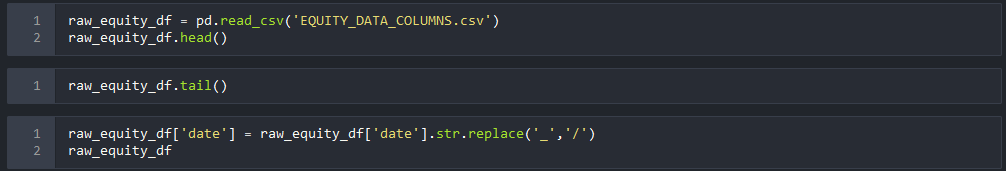 1 raw_equity_df = pd.read_csv('EQUITY_DATA_COLUMNS.csv')
2 raw_equity_df.head()
1 raw_equity_df.tail()
1 raw_equity_df['date'] = raw_equity_df['date'].str.replace('_','/')
2 raw_equity_df